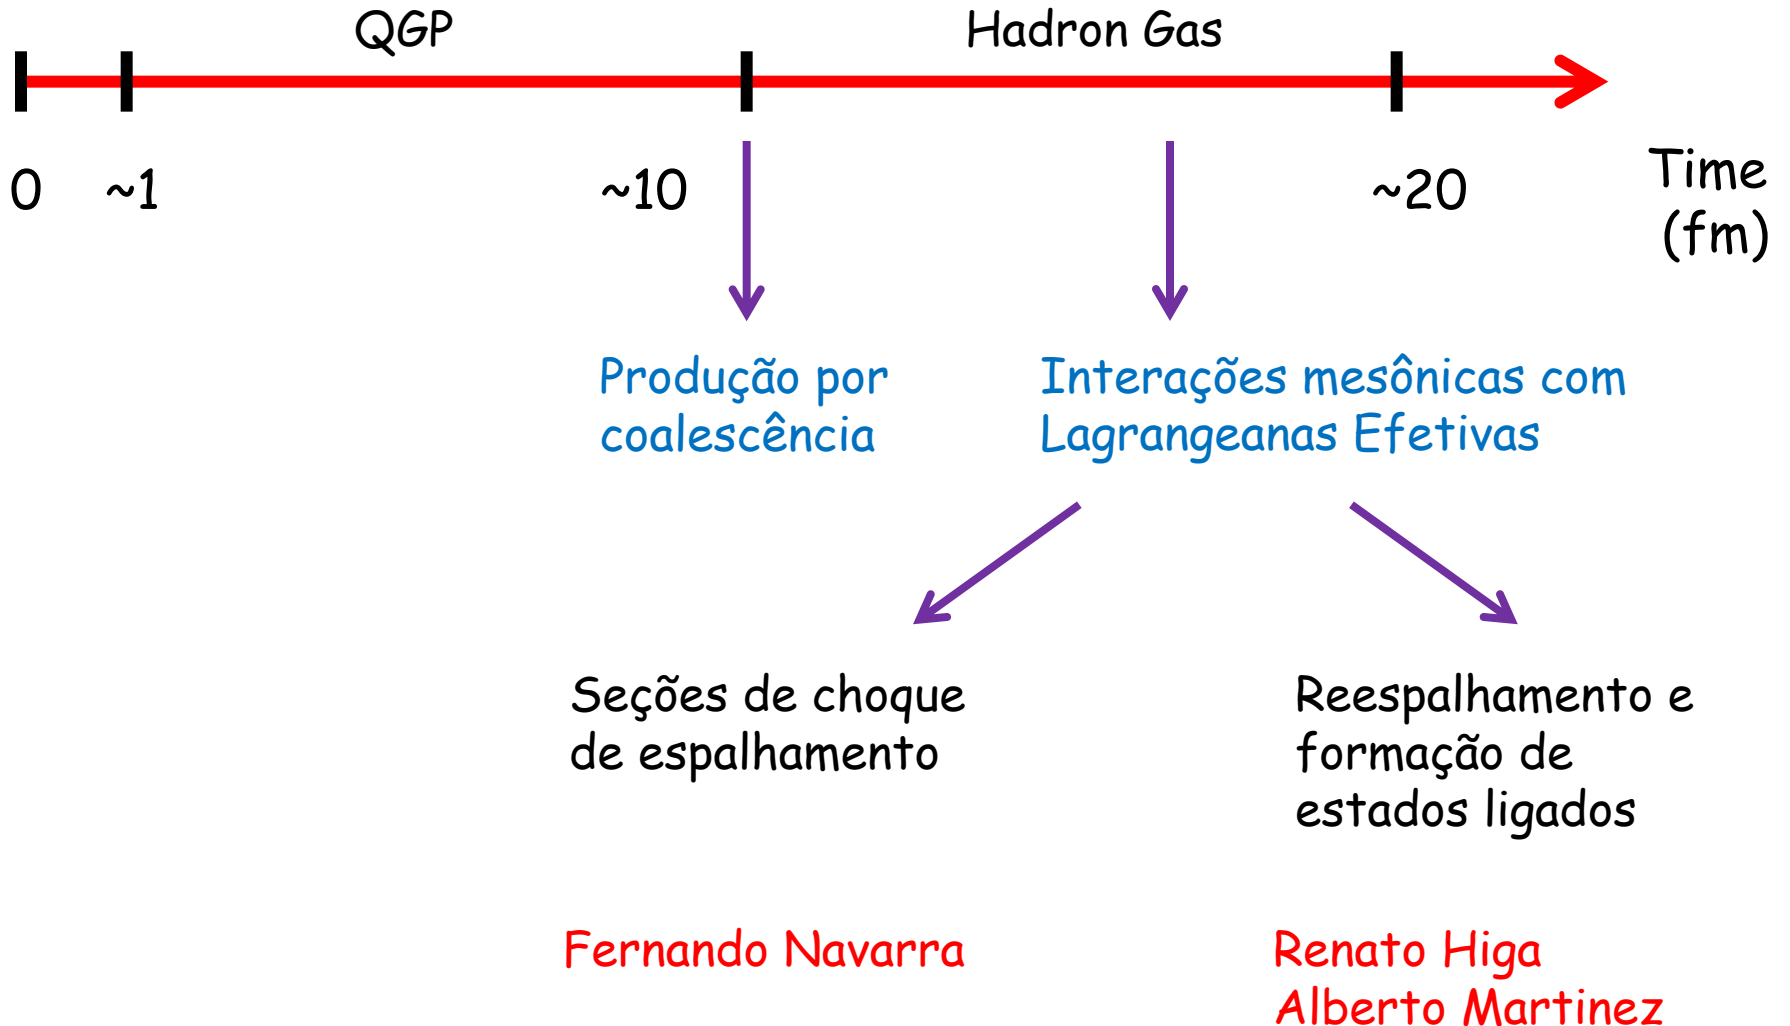 QGP
Hadron Gas
0
~1
~10
~20
Time
(fm)
Produção por
coalescência
Interações mesônicas com
Lagrangeanas Efetivas
Seções de choque
de espalhamento
Reespalhamento e
formação de
estados ligados
Fernando Navarra
Renato Higa
Alberto Martinez